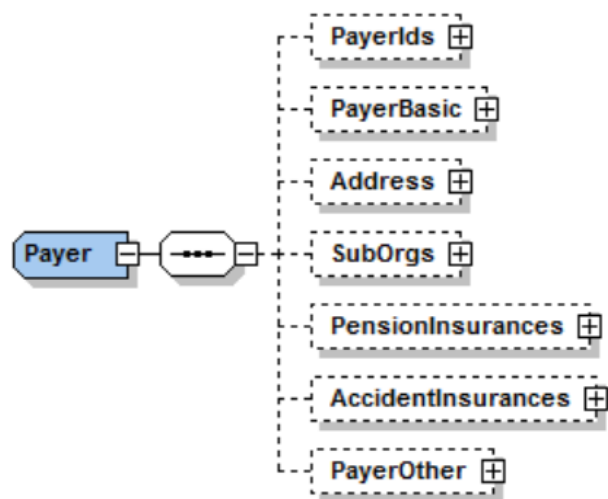 PayerIds
PayerBasic
Address
Payer
SubOrgs
PensionInsurances
AccidentInsurances
PayerOther